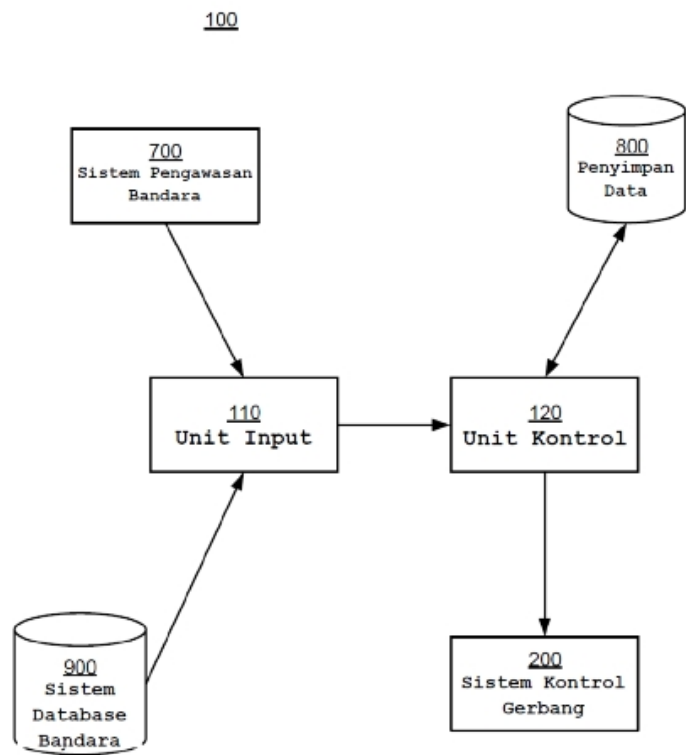 100
700
Sistem Pengawasan
Bandara
800
Penyimpan
Data
110
Unit Input
120
Unit Kontrol
900
Sistem
Database
Bandara
200
Sistem Kontrol
Gerbang